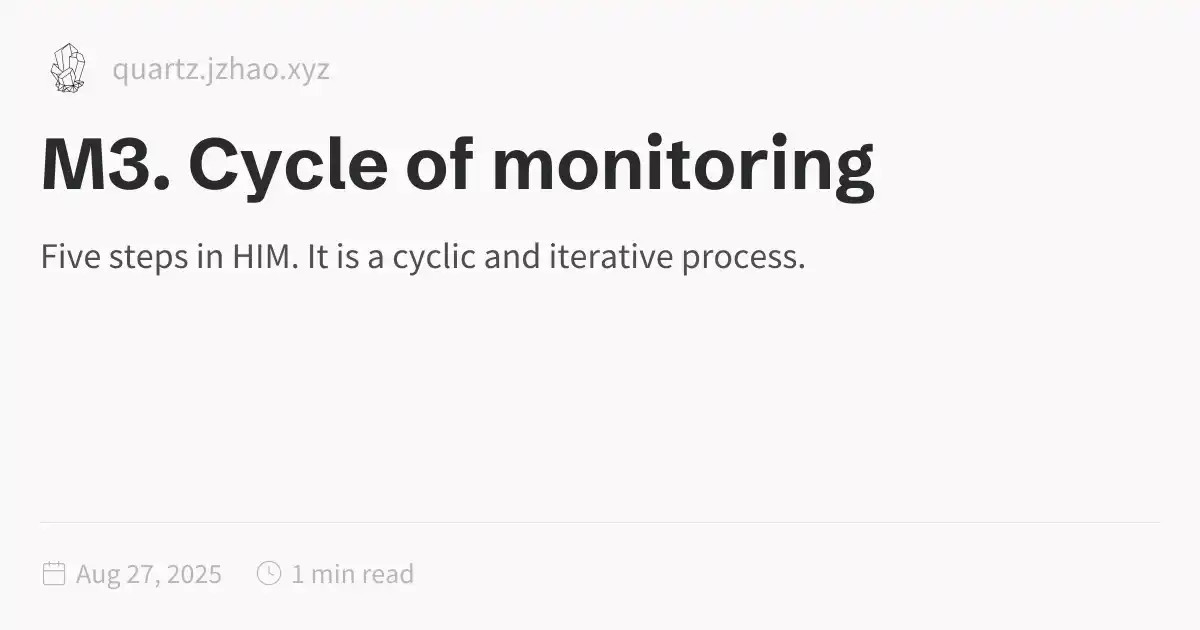 quartz.jzhao.xyz
M3. Cycle of monitoring
Five steps in HIM. It is a cyclic and iterative process.
Aug 27, 2025 1 min read